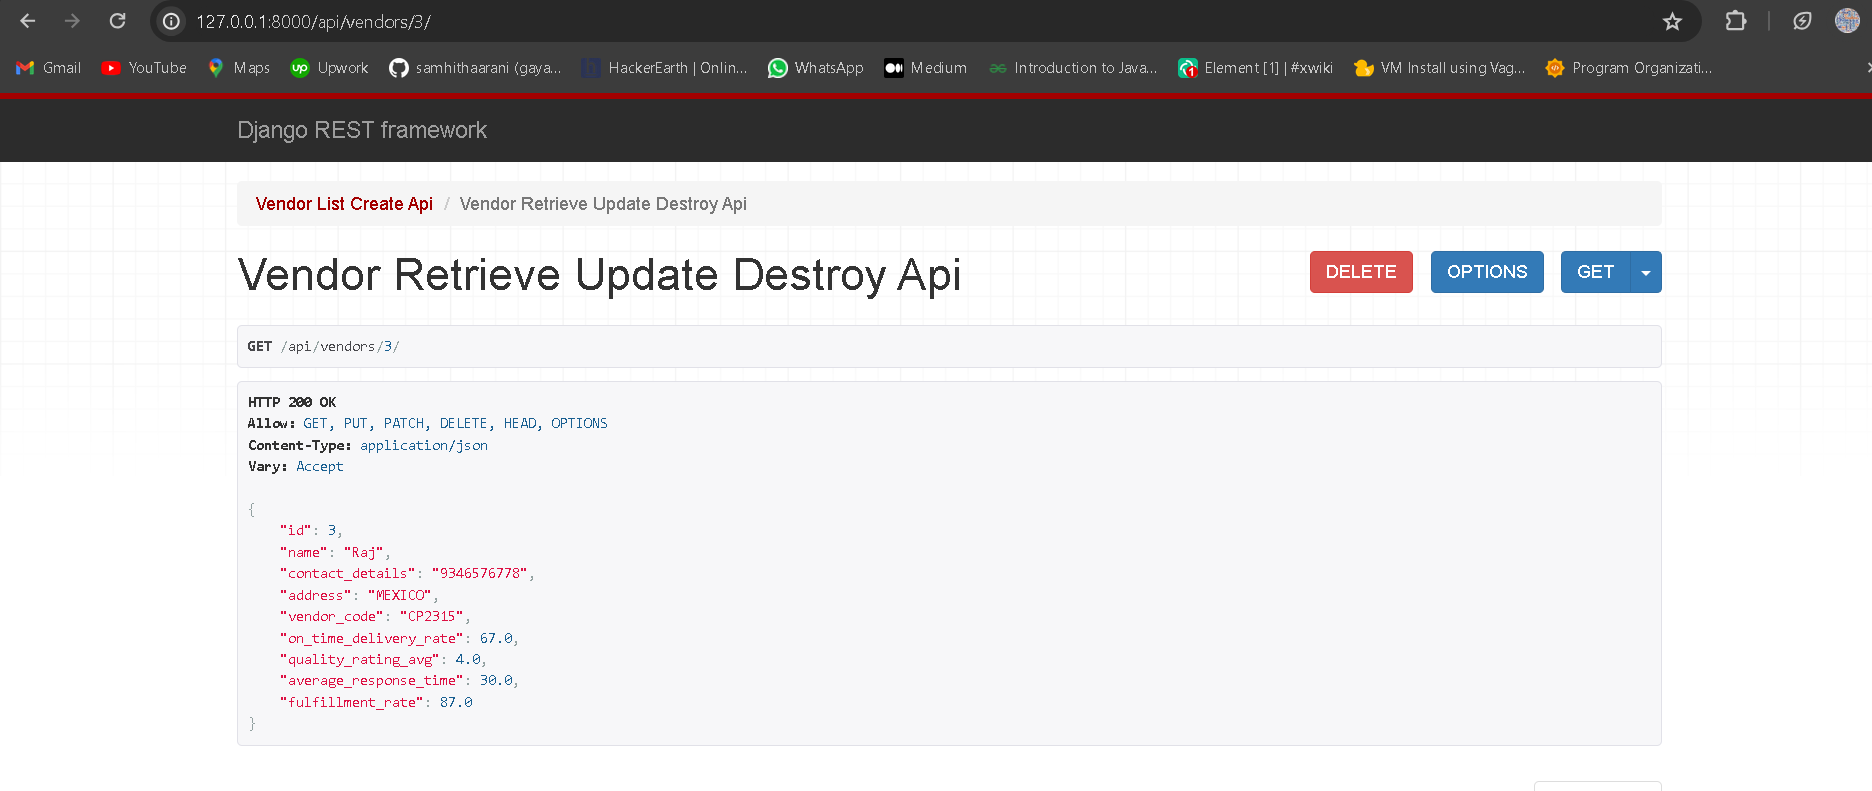 127.0.0.1:8000/api/vendors/3/
Gmail YouTube Maps Upwork samhithaarani (gaya... HackerEarth | Onlin... WhatsApp Medium Introduction to Java... Element [1] | #xwiki VM Install using Vag... Program Organizati...
Django REST framework
Vendor List Create Api / Vendor Retrieve Update Destroy Api
Vendor Retrieve Update Destroy Api DELETE OPTIONS GET
GET /api/vendors/3/
HTTP 200 OK
Allow: GET, PUT, PATCH, DELETE, HEAD, OPTIONS
Content-Type: application/json
Vary: Accept
{
"id": 3,
"name": "Raj",
"contact_details": "9346576778",
"address": "MEXICO",
"vendor_code": "CP2315",
"on_time_delivery_rate": 67.0,
"quality_rating_avg": 4.0,
"average_response_time": 30.0,
"fulfillment_rate": 87.0
}